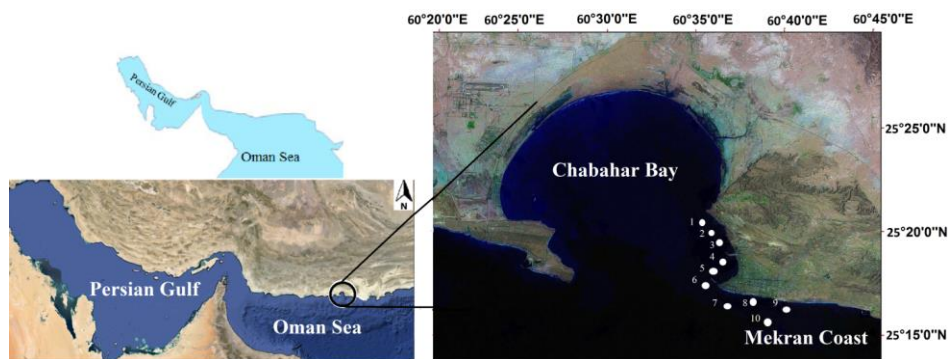 Persian Gulf
Oman Sea
N
Persian Gulf
Oman Sea
60°20'0"E 60°25'0"E 60°30'0"E 60°35'0"E 60°40'0"E 60°45'0"E
25°25'0"N
25°20'0"N
25°15'0"N
Chabahar Bay
1
2
3
4
5
6
7
8
9
10
Mekran Coast